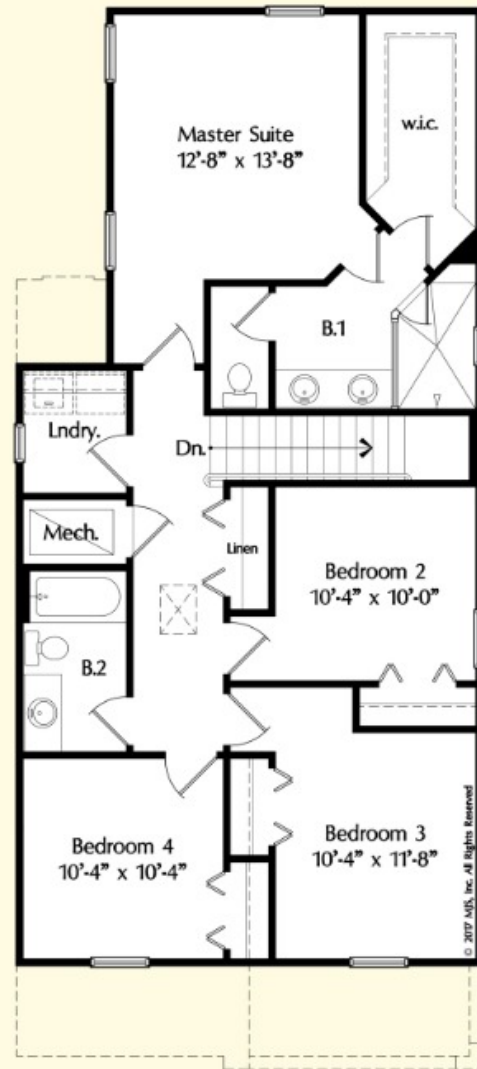 Master Suite
12'-8" x 13'-8"
w.i.c.
B.1
Lndry.
Dn.
Mech.
Linen
Bedroom 2
10'-4" x 10'-0"
B.2
Bedroom 4
10'-4" x 10'-4"
Bedroom 3
10'-4" x 11'-8"
© 2017 MJS, Inc. All Rights Reserved